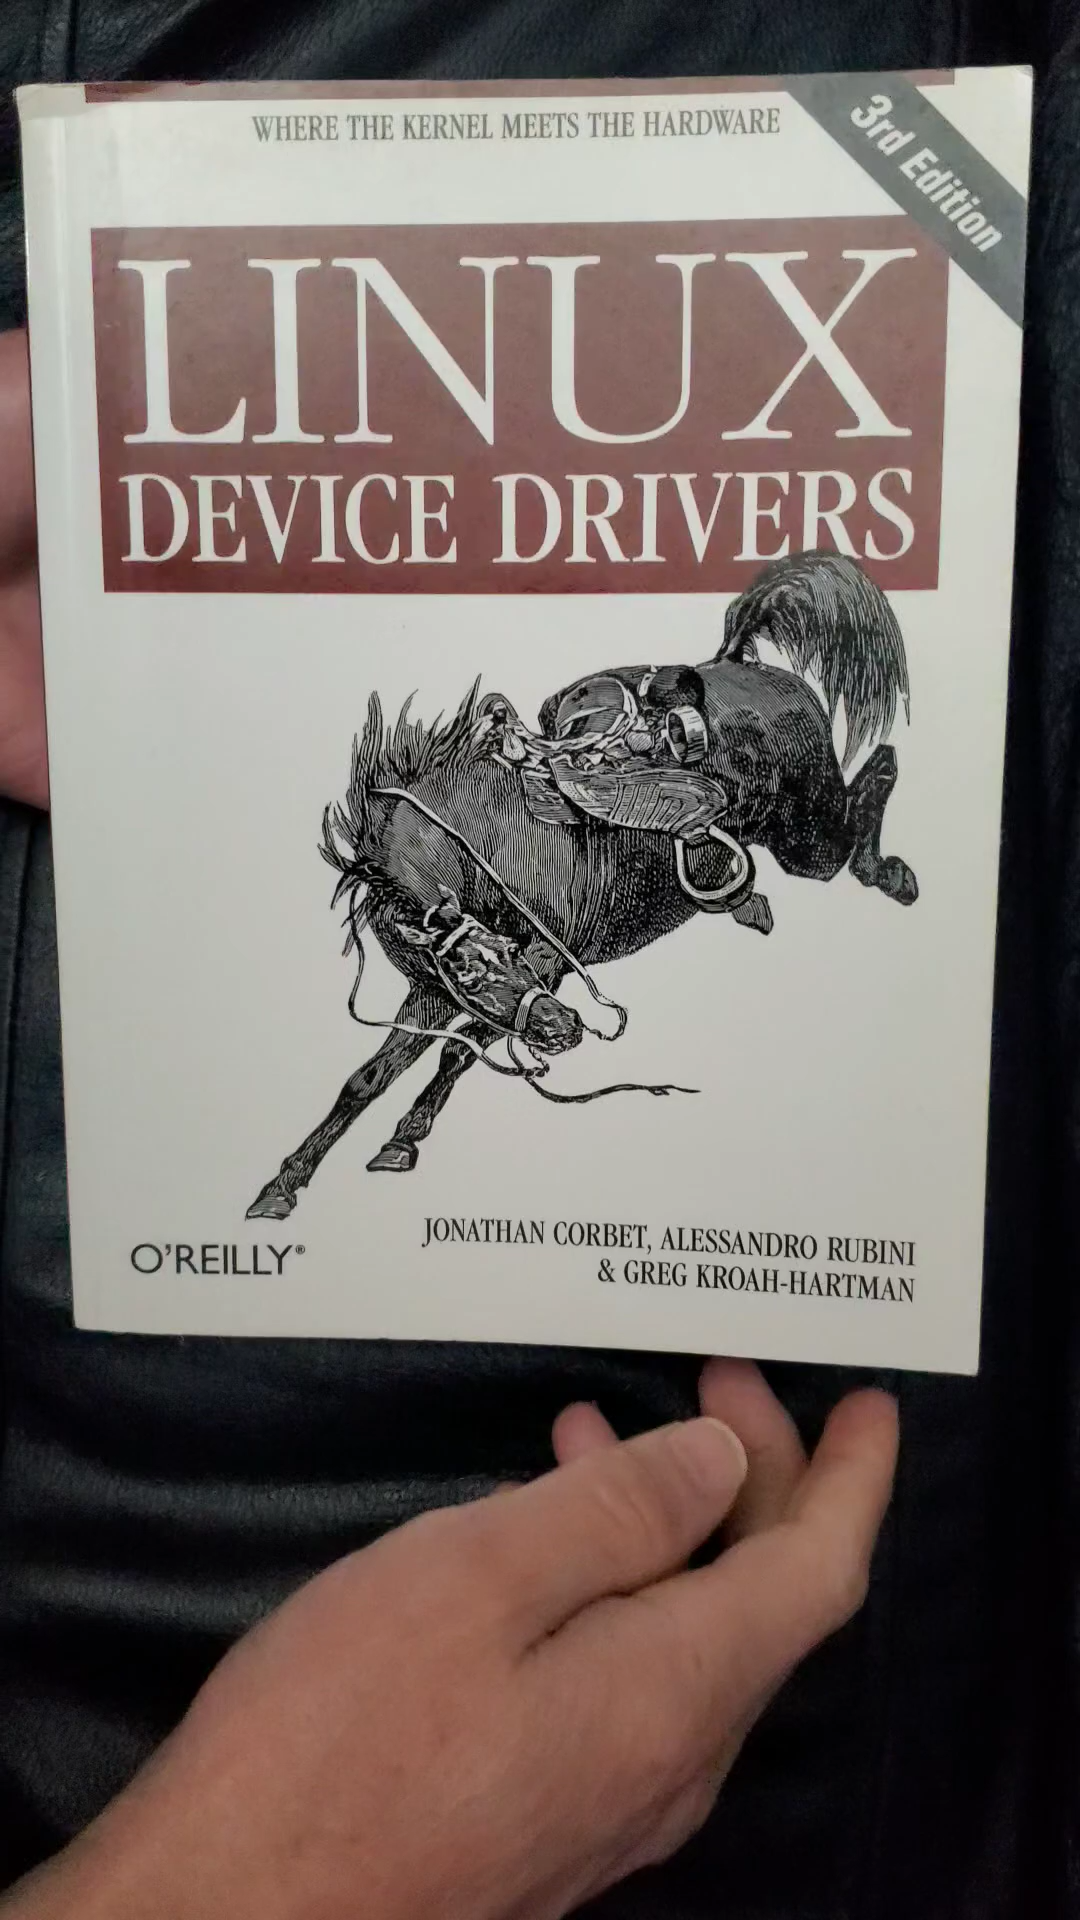 WHERE THE KERNEL MEETS THE HARDWARE
3rd Edition
LINUX
DEVICE DRIVERS
O'REILLY®
JONATHAN CORBET, ALESSANDRO RUBINI
& GREG KROAH-HARTMAN